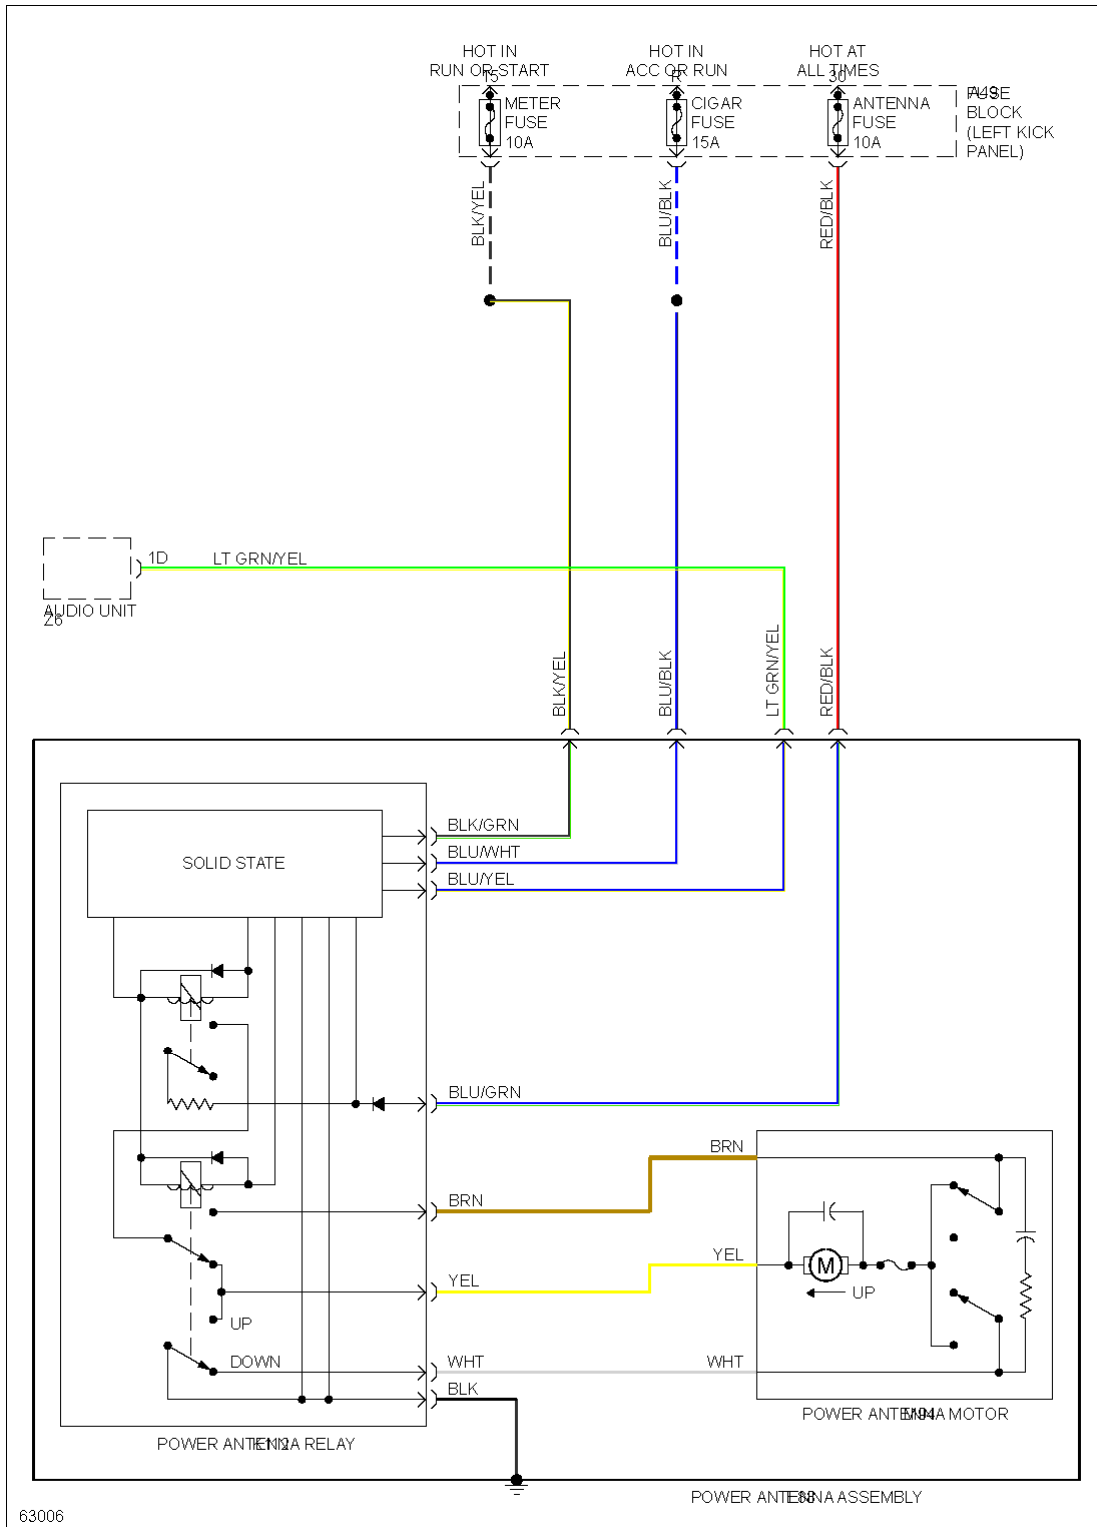 HOT IN
RUN OR START
15
HOT IN
ACC OR RUN
R
HOT AT
ALL TIMES
30
METER
FUSE
10A
CIGAR
FUSE
15A
ANTENNA
FUSE
10A
FUSE
BLOCK
(LEFT KICK
PANEL)
BLK/YEL
BLU/BLK
RED/BLK
1D
LT GRN/YEL
AUDIO UNIT
Z6
BLK/YEL
BLU/BLK
LT GRN/YEL
RED/BLK
SOLID STATE
BLK/GRN
BLU/WHT
BLU/YEL
BLU/GRN
BRN
BRN
YEL
YEL
M
UP
UP
DOWN
WHT
WHT
BLK
POWER ANTENNA MOTOR
POWER ANTENNA RELAY
POWER ANTENNA ASSEMBLY
63006